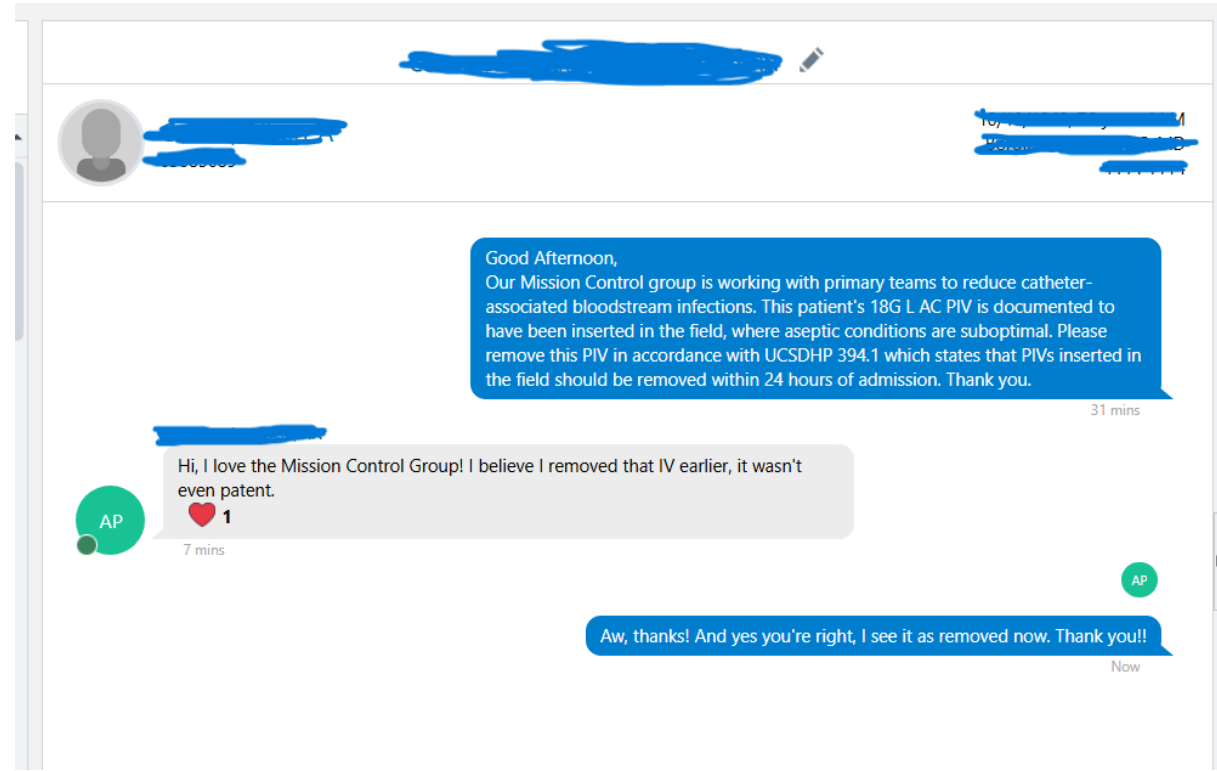 Good Afternoon,
Our Mission Control group is working with primary teams to reduce catheter-
associated bloodstream infections. This patient's 18G L AC PIV is documented to
have been inserted in the field, where aseptic conditions are suboptimal. Please
remove this PIV in accordance with UCSDHP 394.1 which states that PIVs inserted in
the field should be removed within 24 hours of admission. Thank you.
31 mins
Hi, I love the Mission Control Group! I believe I removed that IV earlier, it wasn't
even patent.
1
AP
7 mins
AP
Aw, thanks! And yes you're right, I see it as removed now. Thank you!!
Now